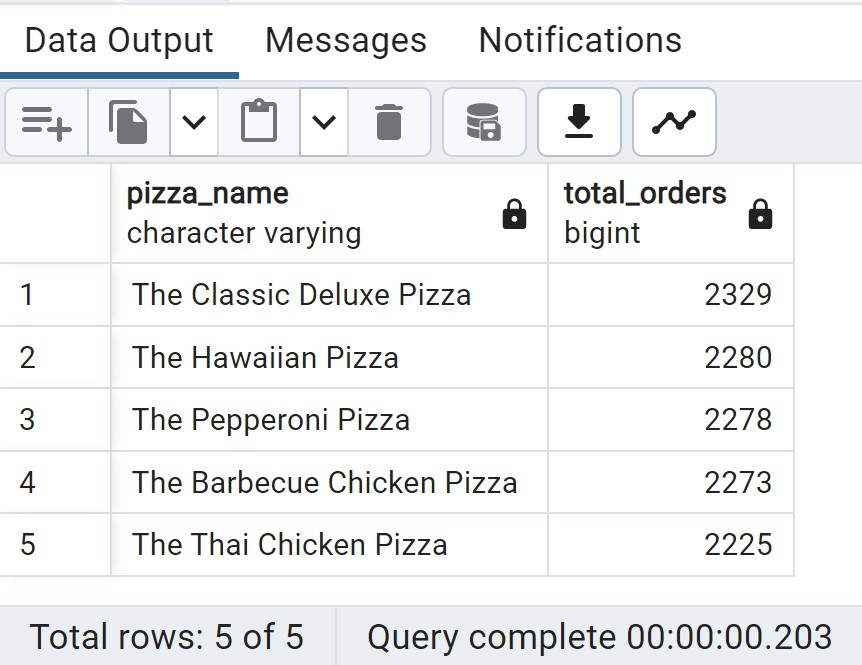 Data Output Messages Notifications
pizza_name total_orders
character varying bigint
1 The Classic Deluxe Pizza 2329
2 The Hawaiian Pizza 2280
3 The Pepperoni Pizza 2278
4 The Barbecue Chicken Pizza 2273
5 The Thai Chicken Pizza 2225
Total rows: 5 of 5 Query complete 00:00:00.203